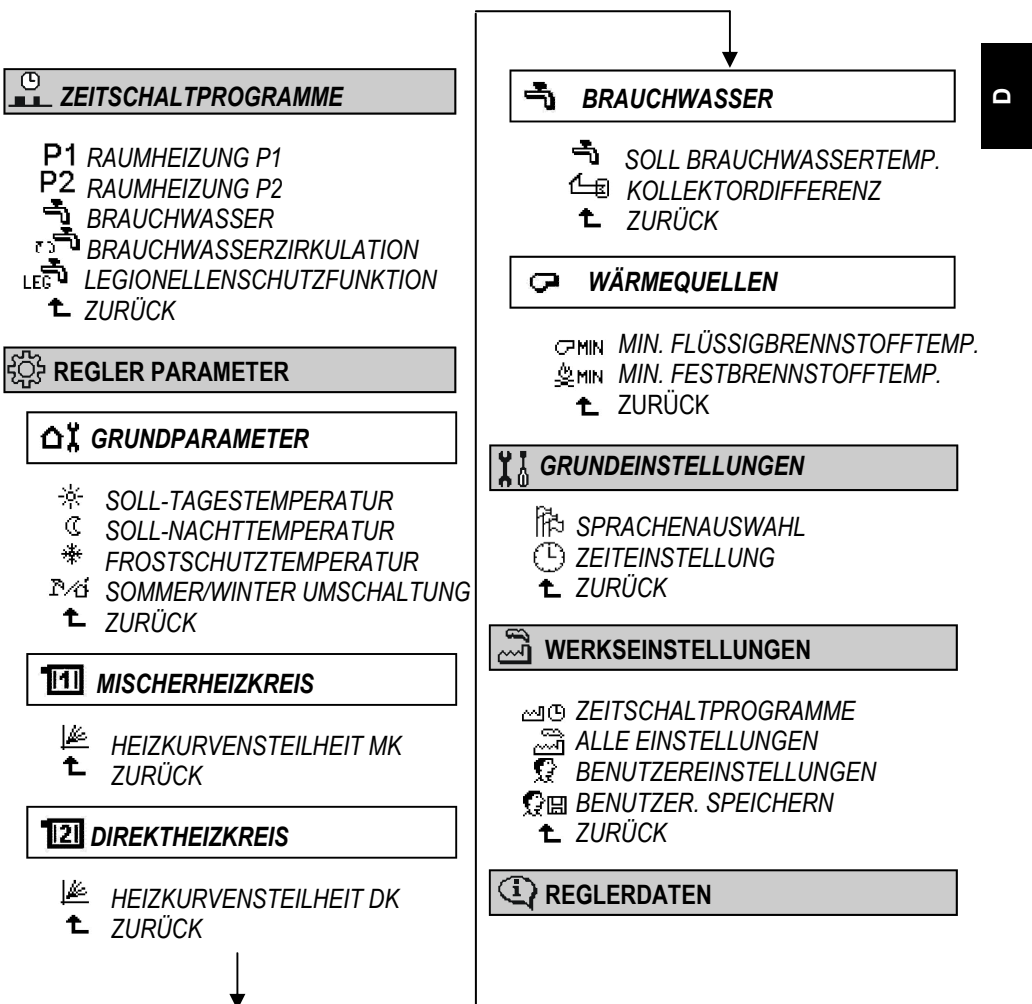 ZEITSCHALTPROGRAMME
P1 RAUMHEIZUNG P1
P2 RAUMHEIZUNG P2
BRAUCHWASSER
BRAUCHWASSERZIRKULATION
LEG LEGIONELLENSCHUTZFUNKTION
ZURÜCK
REGLER PARAMETER
GRUNDPARAMETER
SOLL-TAGESTEMPERATUR
SOLL-NACHTTEMPERATUR
FROSTSCHUTZTEMPERATUR
SOMMER/WINTER UMSCHALTUNG
ZURÜCK
1 MISCHERHEIZKREIS
HEIZKURVENSTEILHEIT MK
ZURÜCK
2 DIREKTHEIZKREIS
HEIZKURVENSTEILHEIT DK
ZURÜCK
BRAUCHWASSER
SOLL BRAUCHWASSERTEMP.
KOLLEKTORDIFFERENZ
ZURÜCK
WÄRMEQUELLEN
MIN MIN. FLÜSSIGBRENNSTOFFTEMP.
MIN MIN. FESTBRENNSTOFFTEMP.
ZURÜCK
GRUNDEINSTELLUNGEN
SPRACHENAUSWAHL
ZEITEINSTELLUNG
ZURÜCK
WERKSEINSTELLUNGEN
ZEITSCHALTPROGRAMME
ALLE EINSTELLUNGEN
BENUTZEREINSTELLUNGEN
BENUTZER. SPEICHERN
ZURÜCK
REGLERDATEN
D